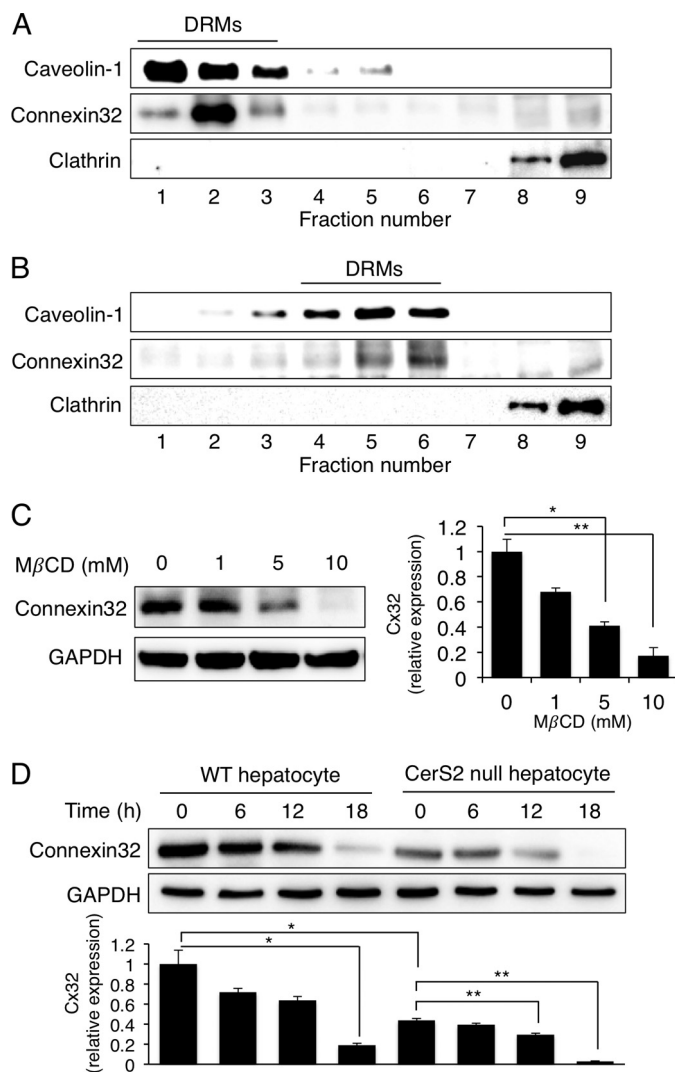 A
DRMs
Caveolin-1
Connexin32
Clathrin
1 2 3 4 5 6 7 8 9
Fraction number
B
DRMs
Caveolin-1
Connexin32
Clathrin
1 2 3 4 5 6 7 8 9
Fraction number
C
MβCD (mM) 0 1 5 10
Connexin32
GAPDH
Cx32
(relative expression)
1.2
1
0.8
0.6
0.4
0.2
0
*
**
0 1 5 10
MβCD (mM)
D
WT hepatocyte CerS2 null hepatocyte
Time (h) 0 6 12 18 0 6 12 18
Connexin32
GAPDH
Cx32
(relative expression)
1.2
1
0.8
0.6
0.4
0.2
0
*
*
**
**